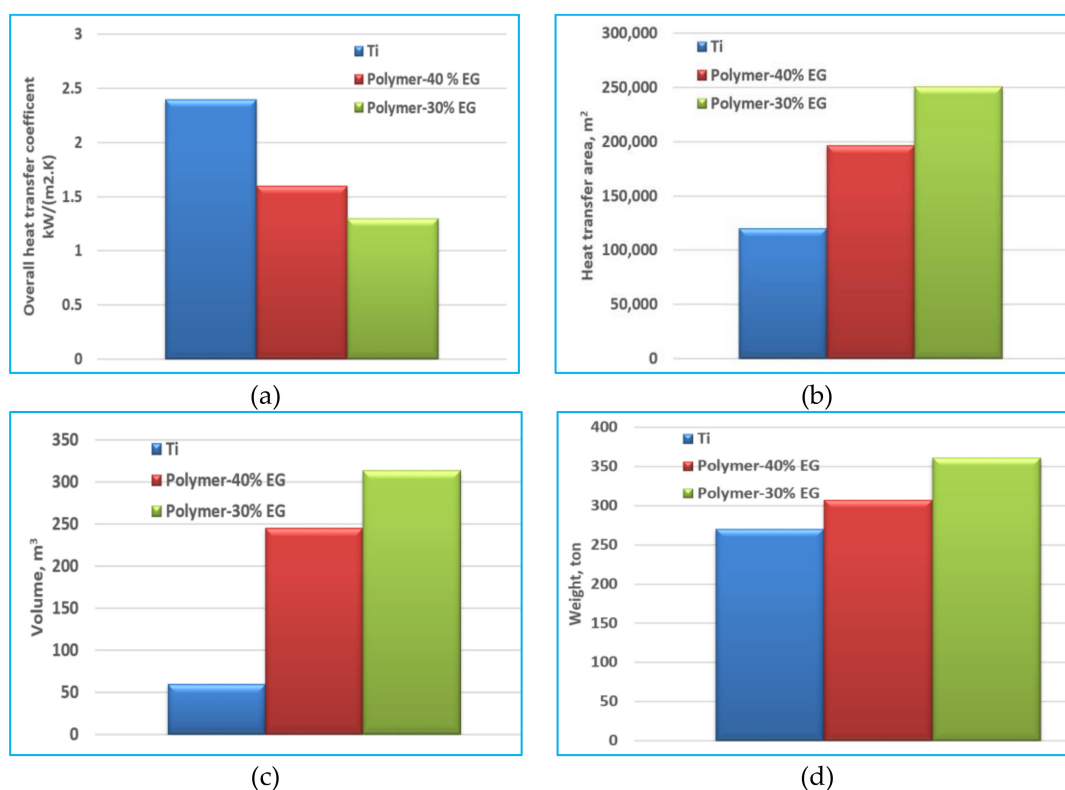 3
2.5
2
1.5
1
0.5
0
Overall heat transfer coefficent
kW/(m2.K)
Ti
Polymer-40 % EG
Polymer-30% EG
(a)
300,000
250,000
200,000
150,000
100,000
50,000
0
Heat transfer area, m²
Ti
Polymer-40% EG
Polymer-30% EG
(b)
350
300
250
200
150
100
50
0
Volume, m³
Ti
Polymer-40% EG
Polymer-30% EG
(c)
400
350
300
250
200
150
100
50
0
Weight, ton
Ti
Polymer-40% EG
Polymer-30% EG
(d)